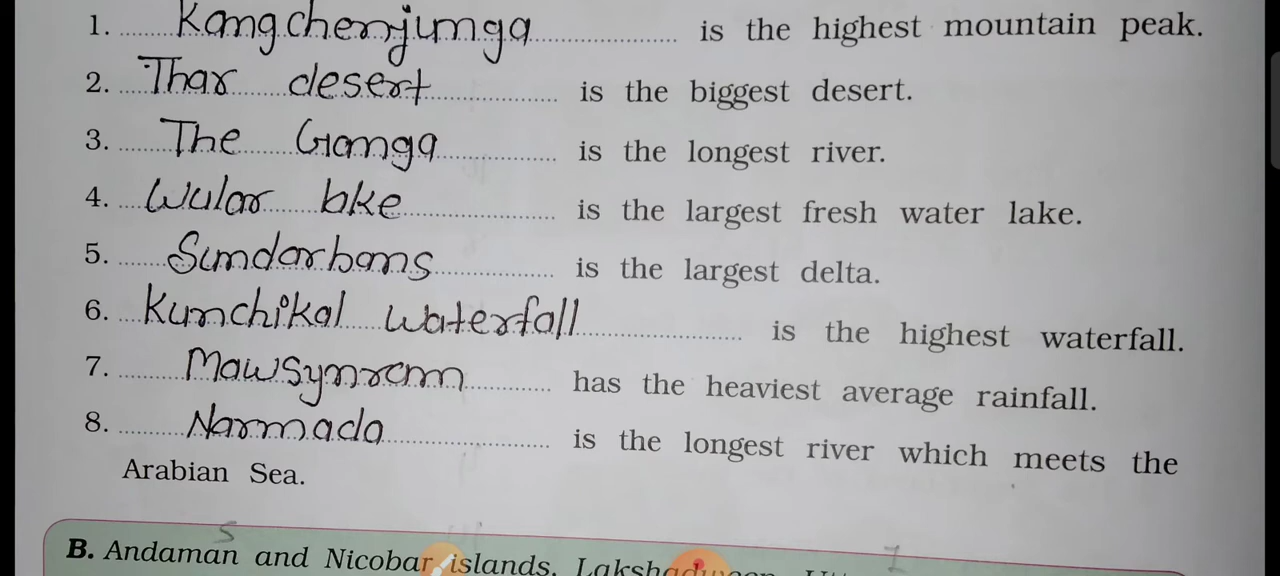 1. Kangchenjunga is the highest mountain peak.
2. Thar desert is the biggest desert.
3. The Ganga is the longest river.
4. Wular lake is the largest fresh water lake.
5. Sundarbans is the largest delta.
6. Kunchikal waterfall is the highest waterfall.
7. Mawsynram has the heaviest average rainfall.
8. Narmada is the longest river which meets the
Arabian Sea.
5
B. Andaman and Nicobar islands,